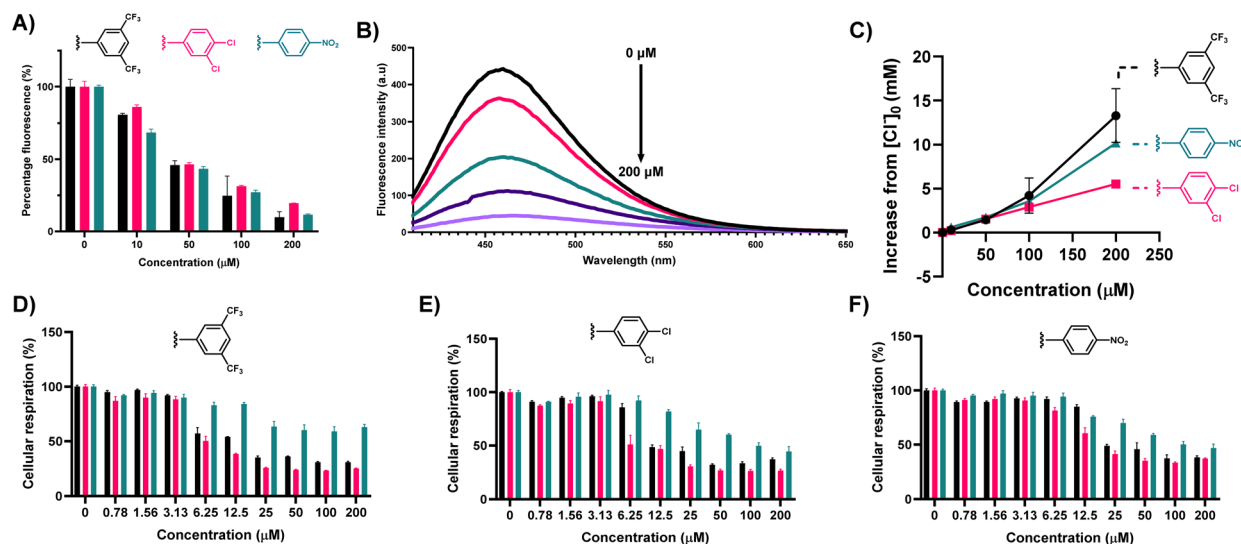 A)
CF3
CF3
Cl
Cl
NO2
Percentage fluorescence (%)
100
75
50
25
0
0 10 50 100 200
Concentration (μM)
B)
Fluorescence intensity (a.u)
500
400
300
200
100
0
0 μM
200 μM
450 500 550 600 650
Wavelength (nm)
C)
Increase from [Cl-]0 (mM)
20
15
10
5
0
-5
50 100 150 200 250
Concentration (μM)
CF3
CF3
NO
Cl
Cl
D)
CF3
CF3
Cellular respiration (%)
150
100
50
0
0 0.78 1.56 3.13 6.25 12.5 25 50 100 200
Concentration (μM)
E)
Cl
Cl
Cellular respiration (%)
150
100
50
0
0 0.78 1.56 3.13 6.25 12.5 25 50 100 200
Concentration (μM)
F)
NO2
Cellular respiration (%)
150
100
50
0
0 0.78 1.56 3.13 6.25 12.5 25 50 100 200
Concentration (μM)